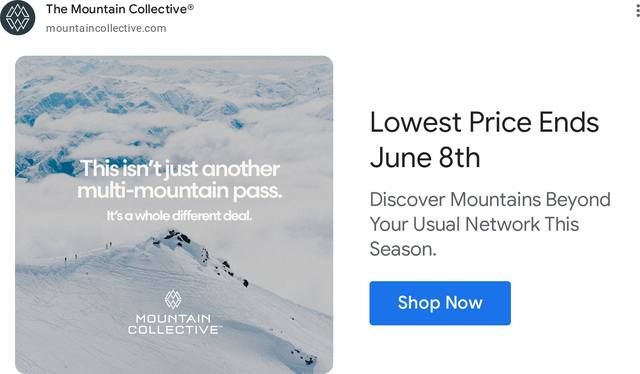 The Mountain Collective®
mountaincollective.com
This isn't just another
multi-mountain pass.
It's a whole different deal.
MOUNTAIN
COLLECTIVE™
Lowest Price Ends
June 8th
Discover Mountains Beyond
Your Usual Network This
Season.
Shop Now